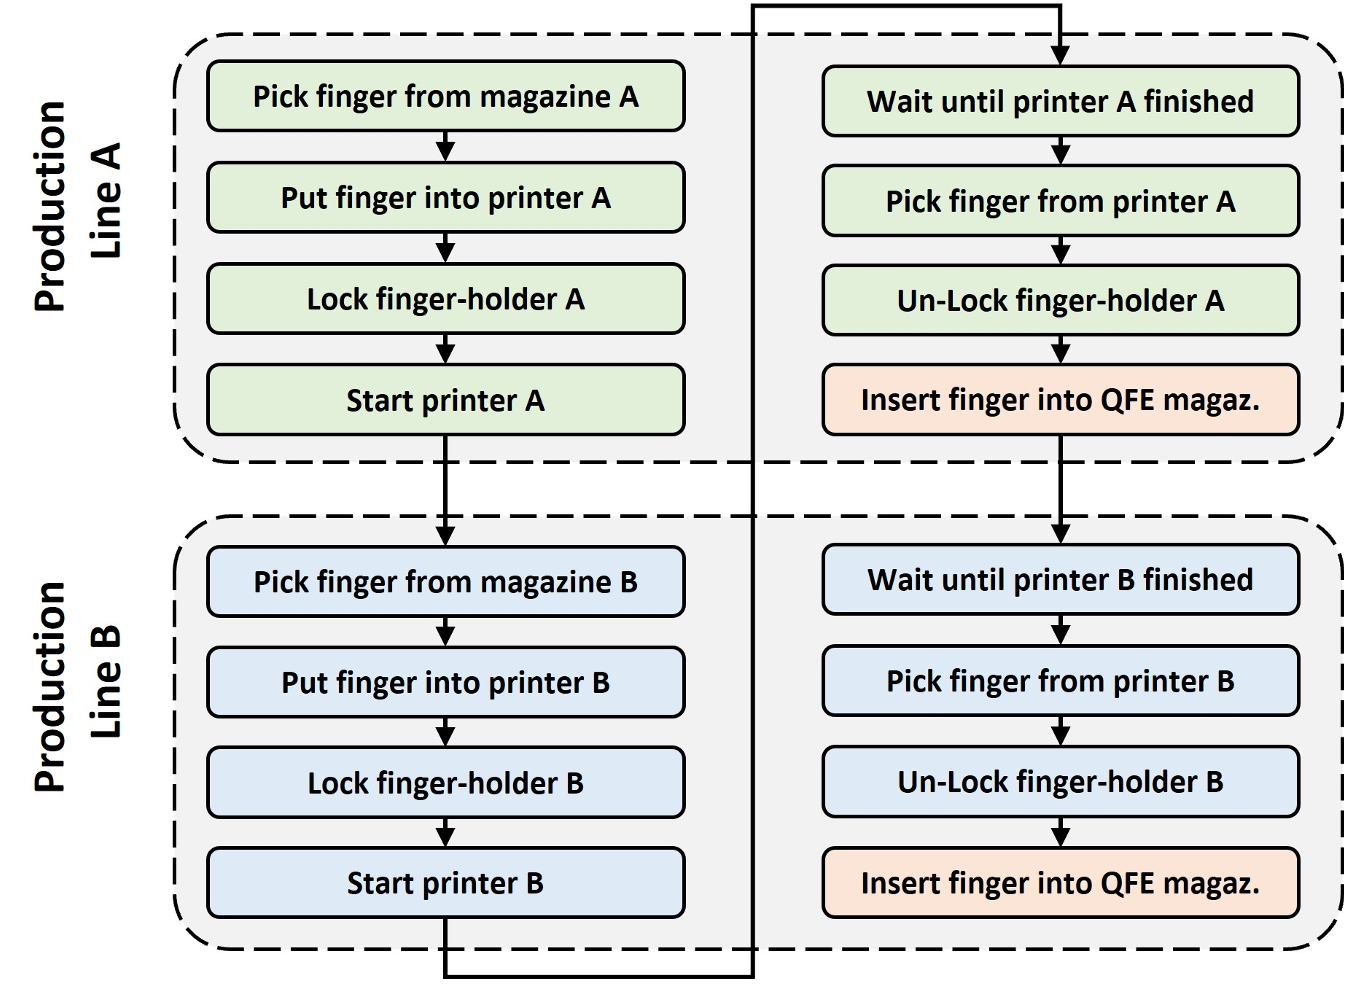 Production
Line A
Pick finger from magazine A
Put finger into printer A
Lock finger-holder A
Start printer A
Wait until printer A finished
Pick finger from printer A
Un-Lock finger-holder A
Insert finger into QFE magaz.
Production
Line B
Pick finger from magazine B
Put finger into printer B
Lock finger-holder B
Start printer B
Wait until printer B finished
Pick finger from printer B
Un-Lock finger-holder B
Insert finger into QFE magaz.